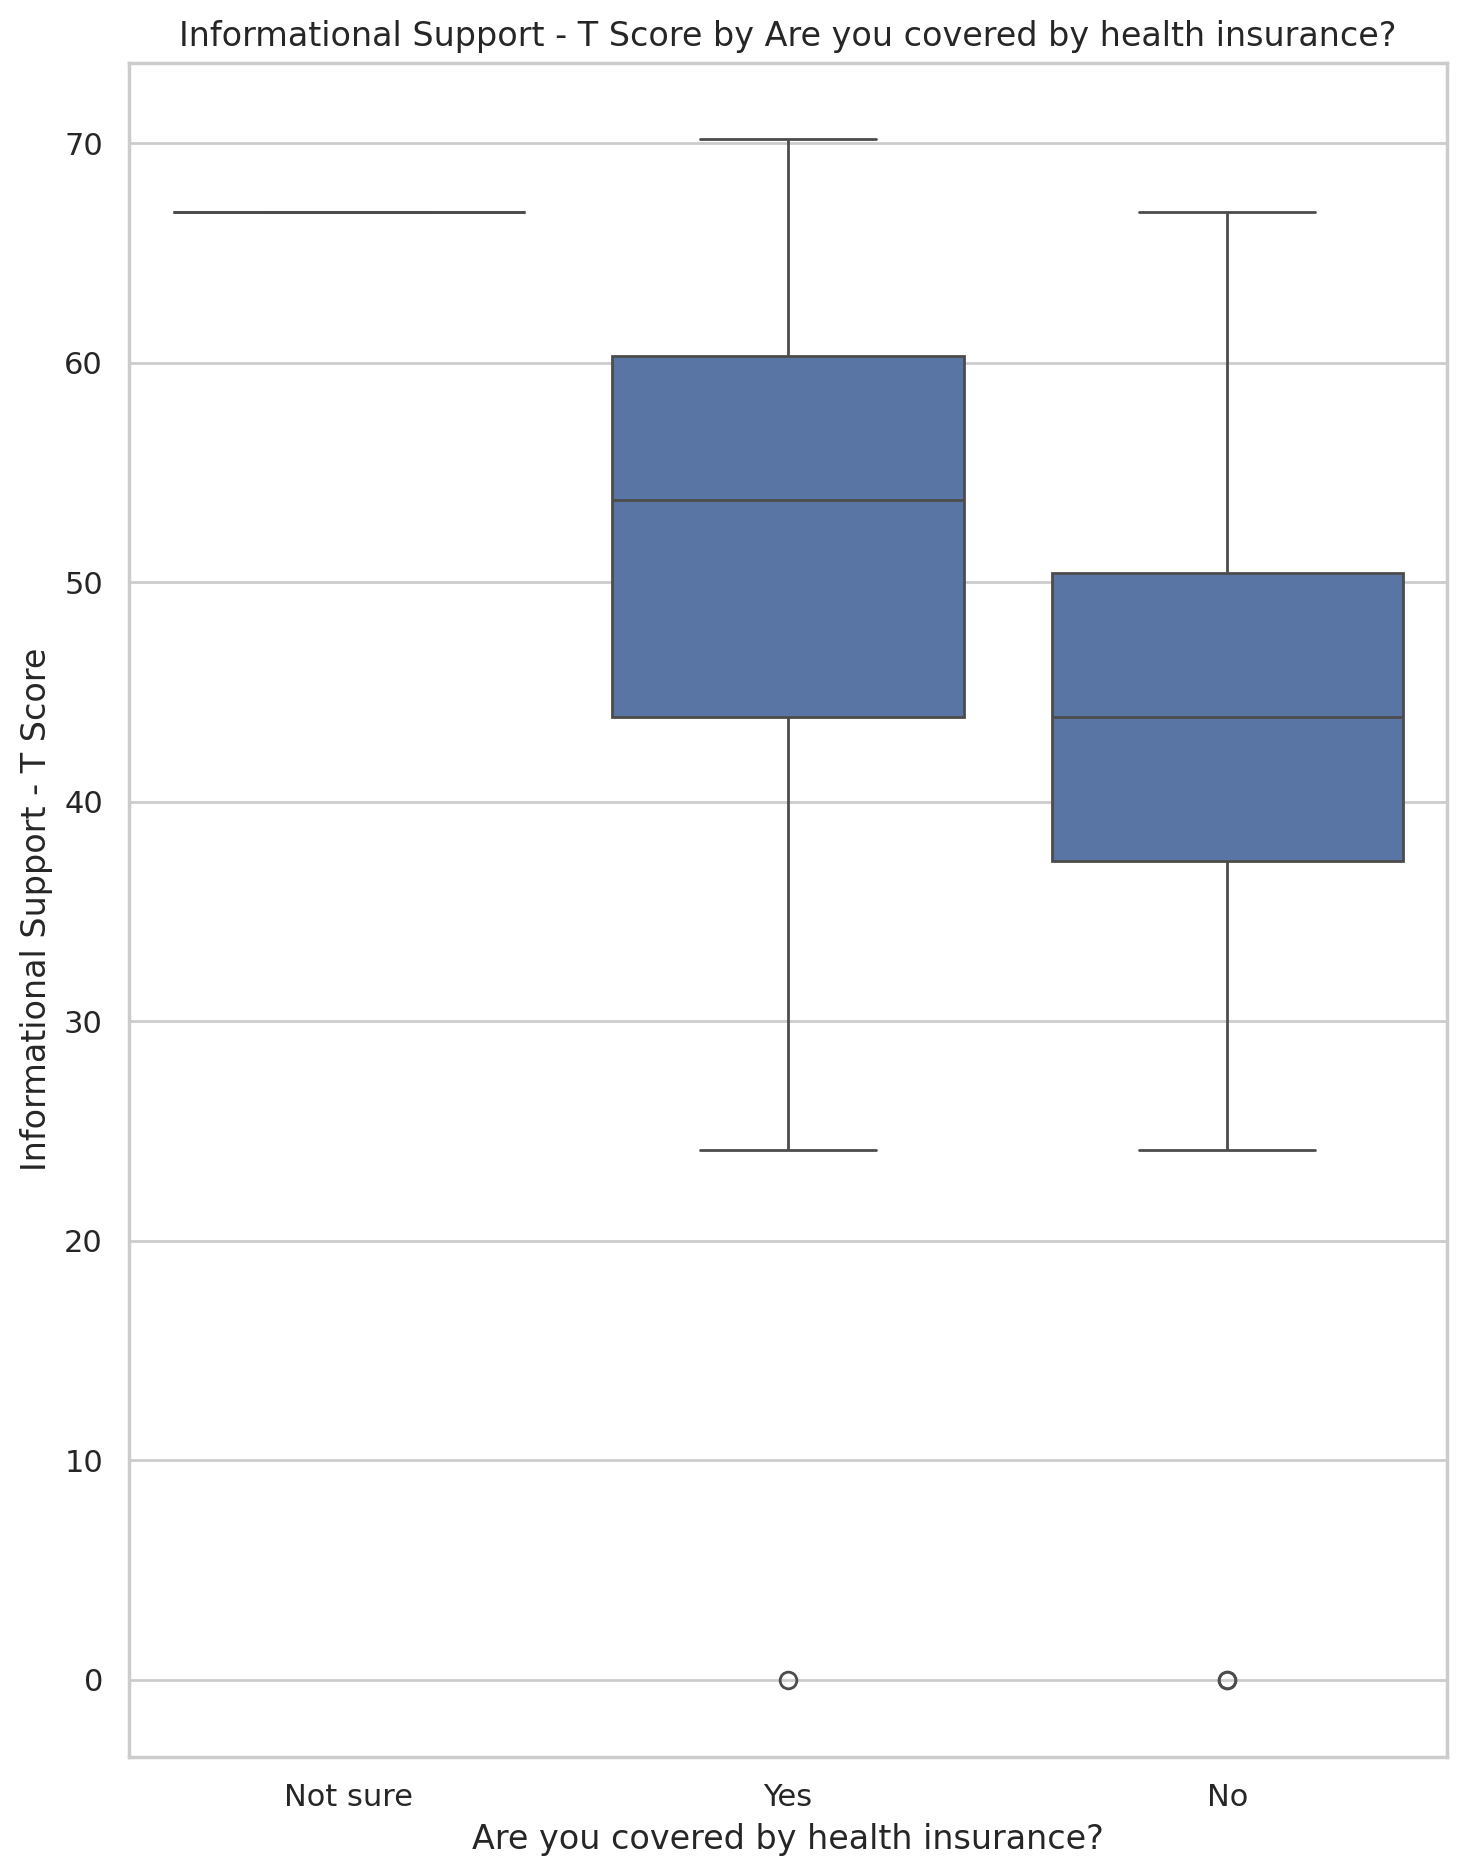 Informational Support - T Score by Are you covered by health insurance?
Informational Support - T Score
70
60
50
40
30
20
10
0
Not sure
Yes
No
Are you covered by health insurance?